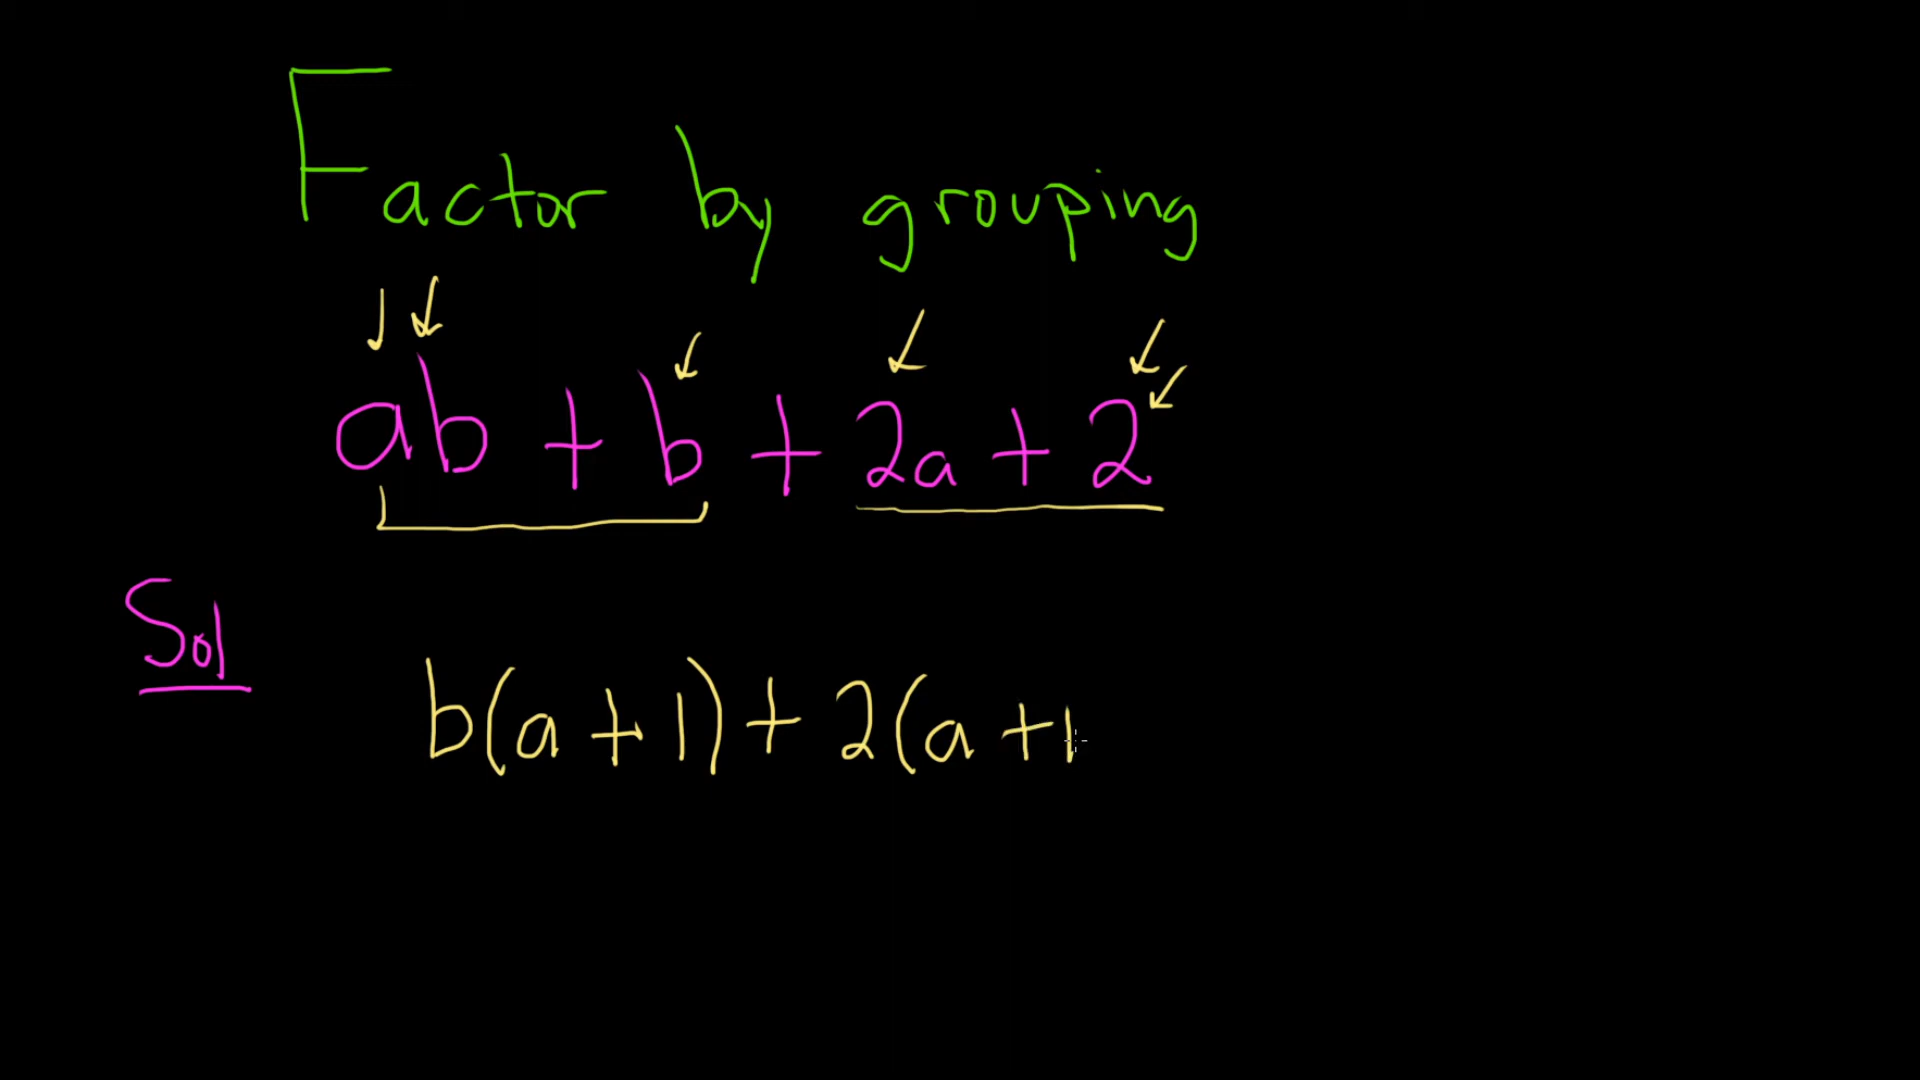 Factor by grouping
ab + b + 2a + 2
Sol
b(a + 1) + 2(a + 1